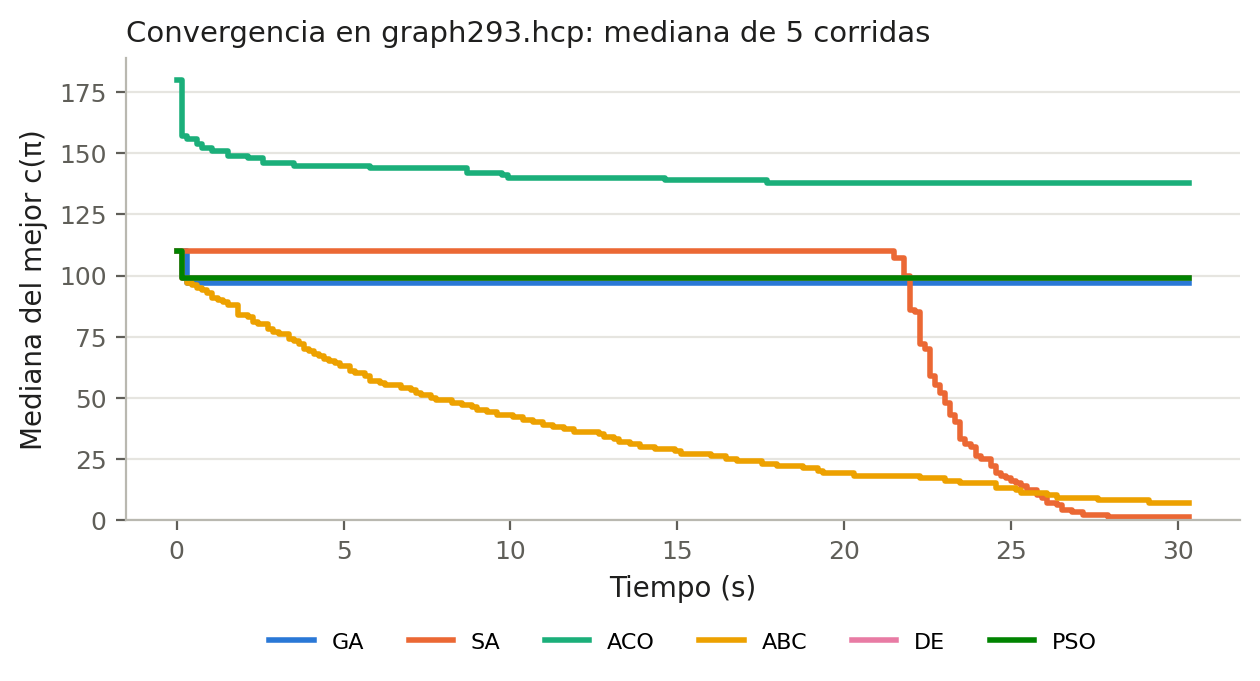 Convergencia en graph293.hcp: mediana de 5 corridas
Mediana del mejor c(π)
175
150
125
100
75
50
25
0
0 5 10 15 20 25 30
Tiempo (s)
GA SA ACO ABC DE PSO